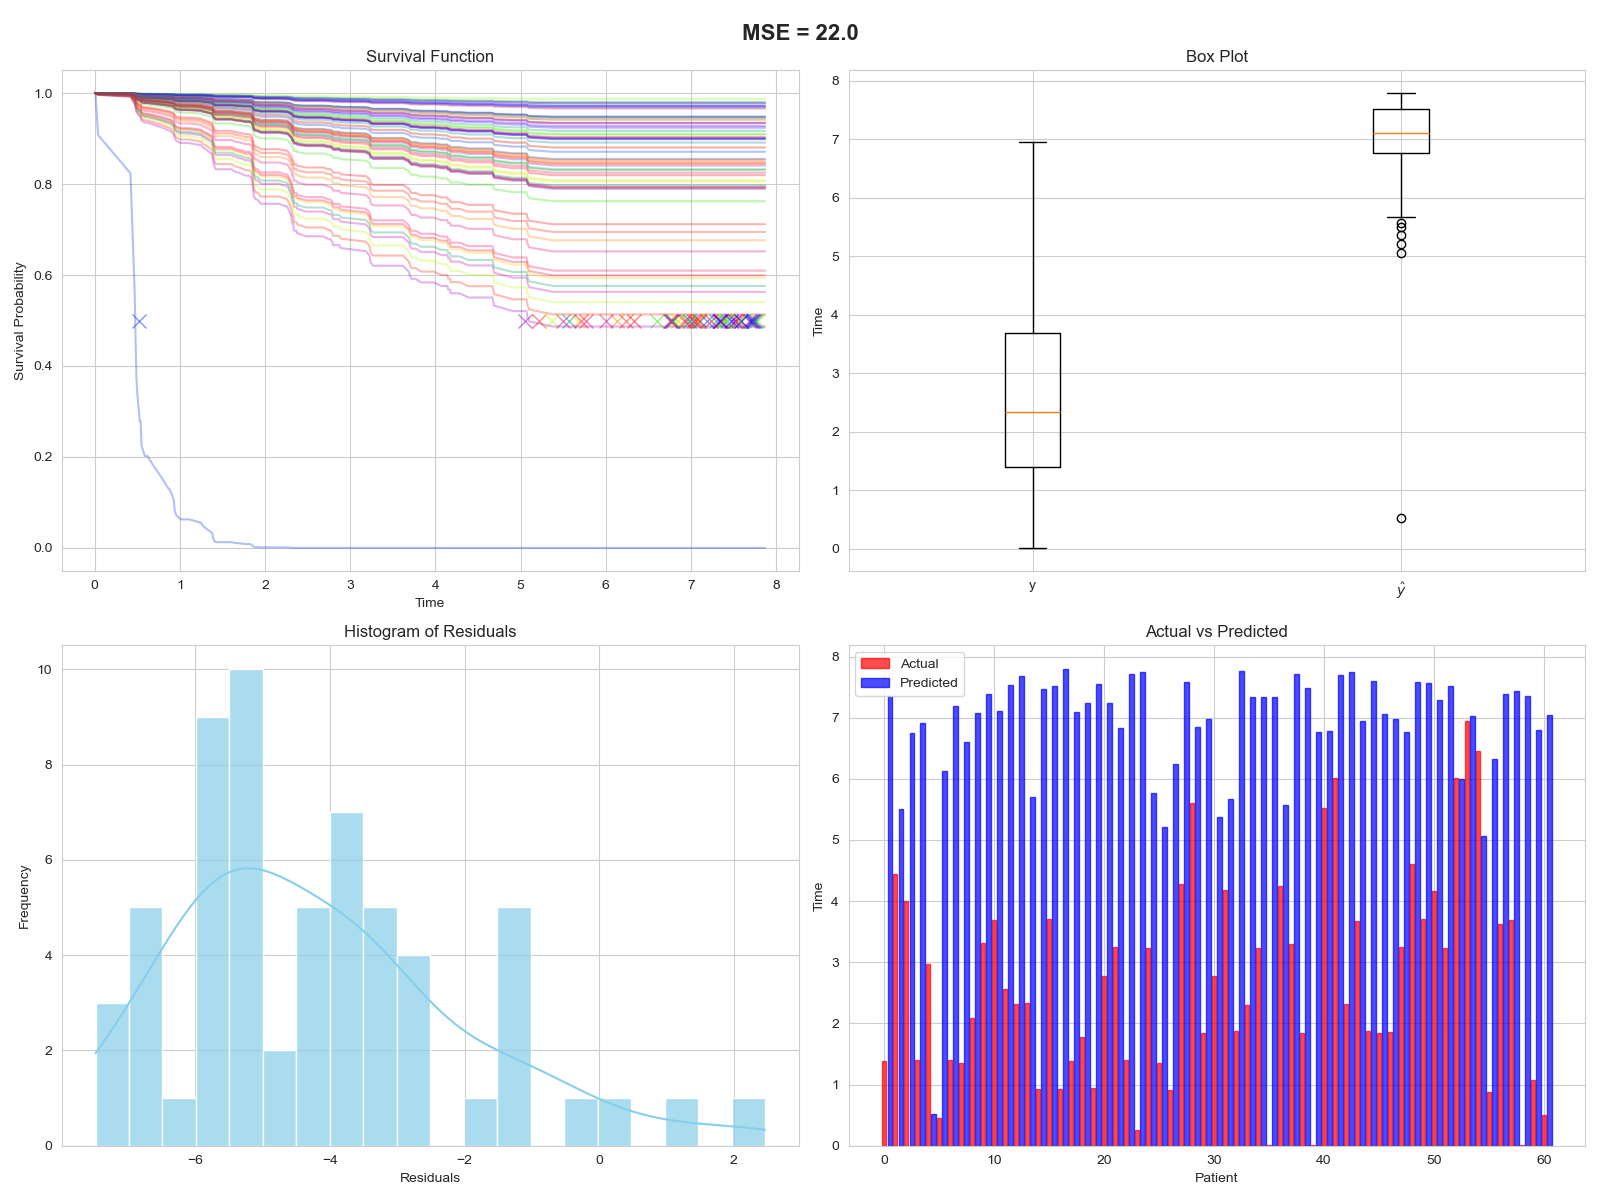 MSE = 22.0
Survival Function
1.0
0.8
0.6
0.4
0.2
0.0
Survival Probability
0 1 2 3 4 5 6 7 8
Time
Box Plot
8
7
6
5
4
3
2
1
0
Time
y ŷ
Histogram of Residuals
10
8
6
4
2
0
Frequency
−6 −4 −2 0 2
Residuals
Actual vs Predicted
Actual
Predicted
8
7
6
5
4
3
2
1
0
Time
0 10 20 30 40 50 60
Patient